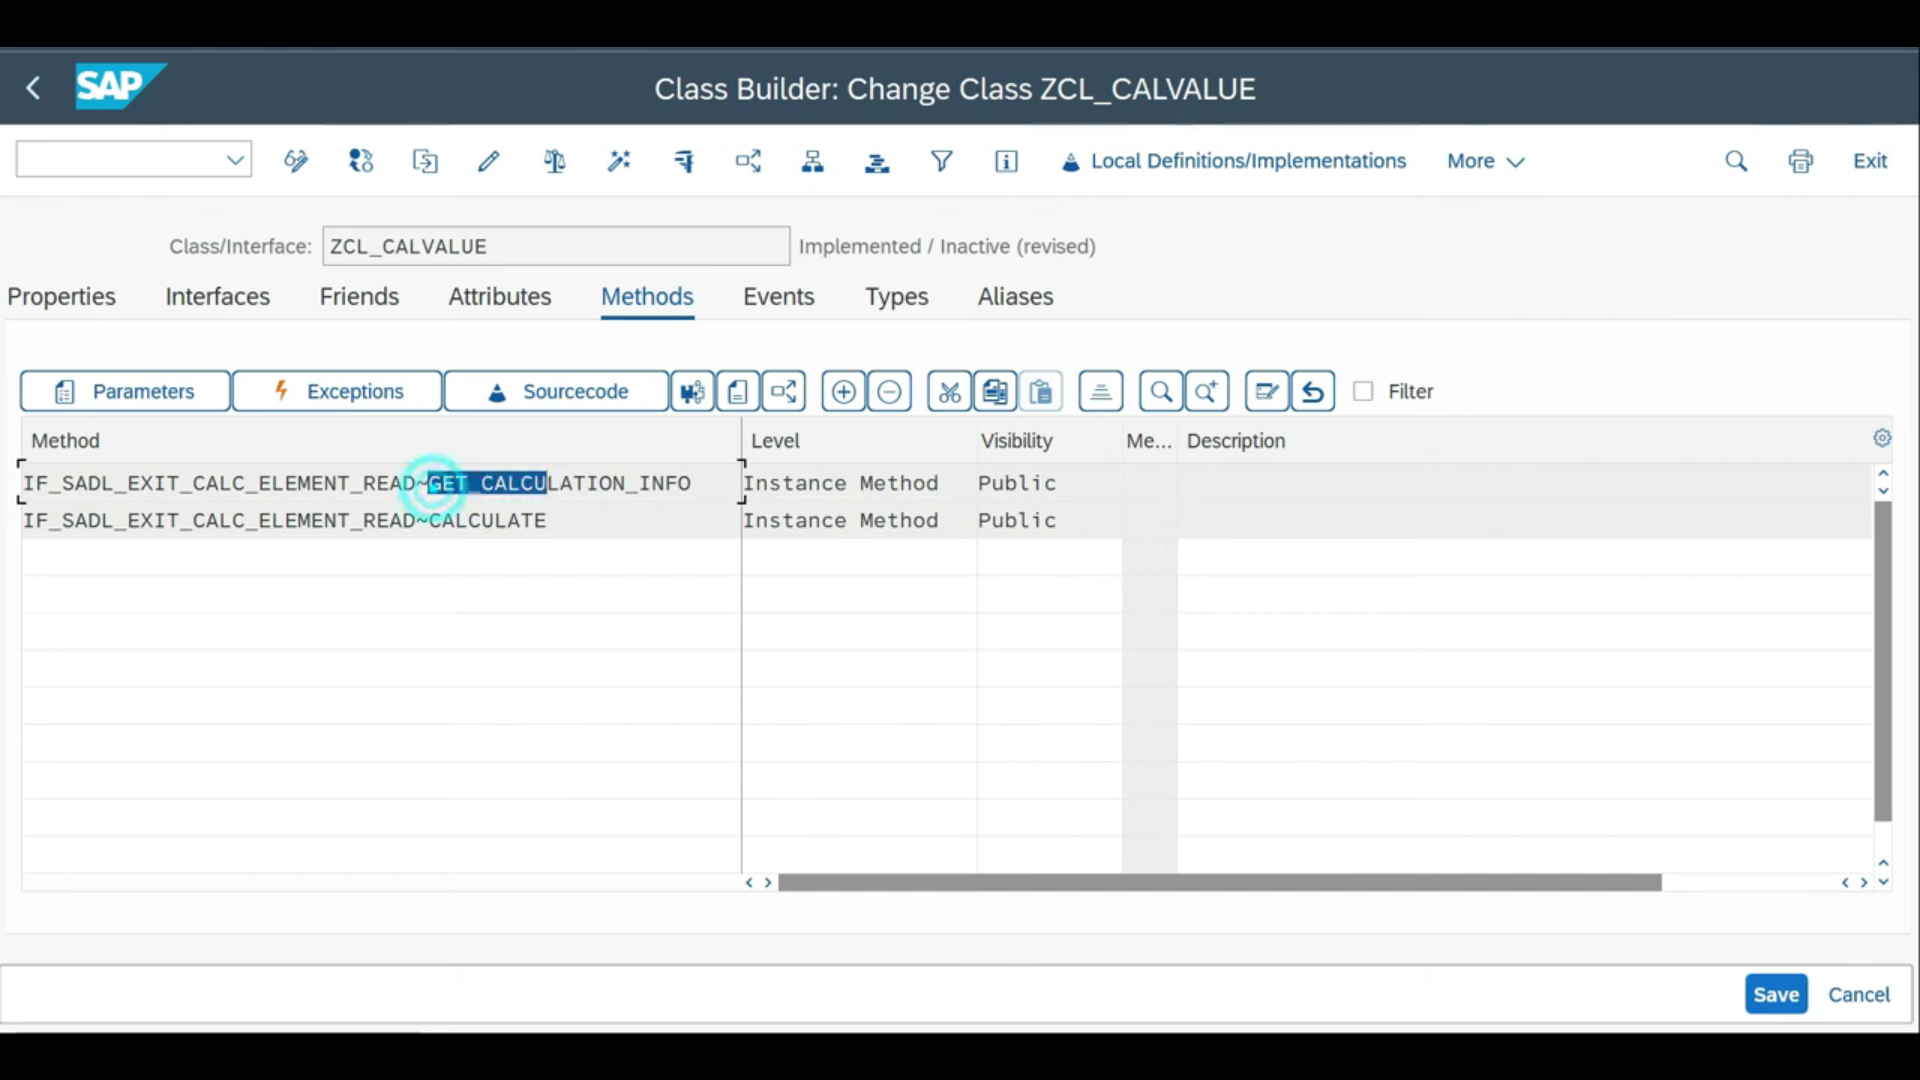 SAP
Class Builder: Change Class ZCL_CALVALUE
Local Definitions/Implementations
More
Exit
Class/Interface: ZCL_CALVALUE Implemented / Inactive (revised)
Properties Interfaces Friends Attributes Methods Events Types Aliases
Parameters Exceptions Sourcecode Filter
Method Level Visibility Me... Description
IF_SADL_EXIT_CALC_ELEMENT_READ~GET_CALCULATION_INFO Instance Method Public
IF_SADL_EXIT_CALC_ELEMENT_READ~CALCULATE Instance Method Public
Save Cancel